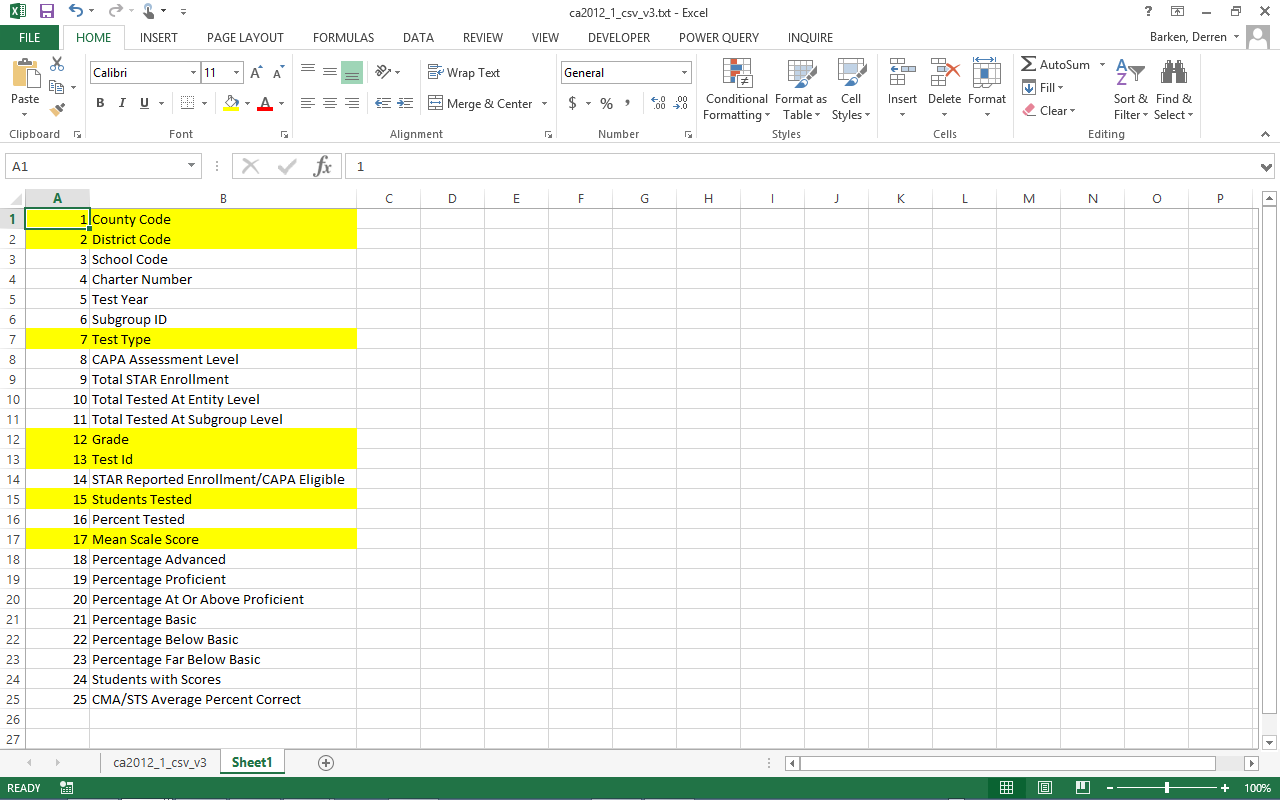 ca2012_1_csv_v3.txt - Excel
?
FILE HOME INSERT PAGE LAYOUT FORMULAS DATA REVIEW VIEW DEVELOPER POWER QUERY INQUIRE Barken, Derren
Calibri 11 Wrap Text General Conditional Format as Cell Insert Delete Format AutoSum Sort & Find &
Paste B I U A Merge & Center $ % , Formatting Table Styles Fill Filter Select
Clear
Clipboard Font Alignment Number Styles Cells Editing
A1 fx 1
A B C D E F G H I J K L M N O P
1 1 County Code
2 2 District Code
3 3 School Code
4 4 Charter Number
5 5 Test Year
6 6 Subgroup ID
7 7 Test Type
8 8 CAPA Assessment Level
9 9 Total STAR Enrollment
10 10 Total Tested At Entity Level
11 11 Total Tested At Subgroup Level
12 12 Grade
13 13 Test Id
14 14 STAR Reported Enrollment/CAPA Eligible
15 15 Students Tested
16 16 Percent Tested
17 17 Mean Scale Score
18 18 Percentage Advanced
19 19 Percentage Proficient
20 20 Percentage At Or Above Proficient
21 21 Percentage Basic
22 22 Percentage Below Basic
23 23 Percentage Far Below Basic
24 24 Students with Scores
25 25 CMA/STS Average Percent Correct
26
27
ca2012_1_csv_v3 Sheet1
READY 100%